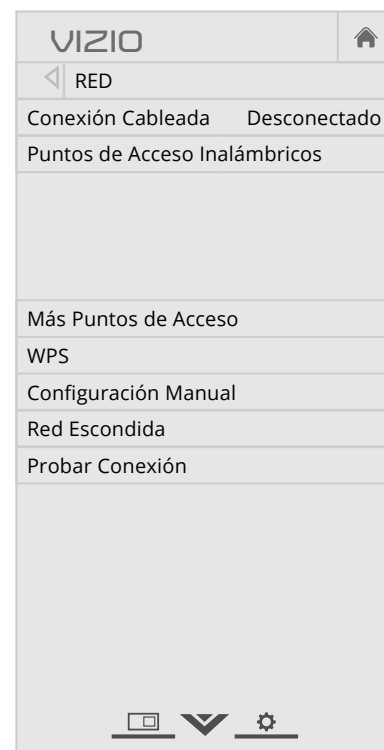 VIZIO
RED
Conexión Cableada Desconectado
Puntos de Acceso Inalámbricos
Más Puntos de Acceso
WPS
Configuración Manual
Red Escondida
Probar Conexión